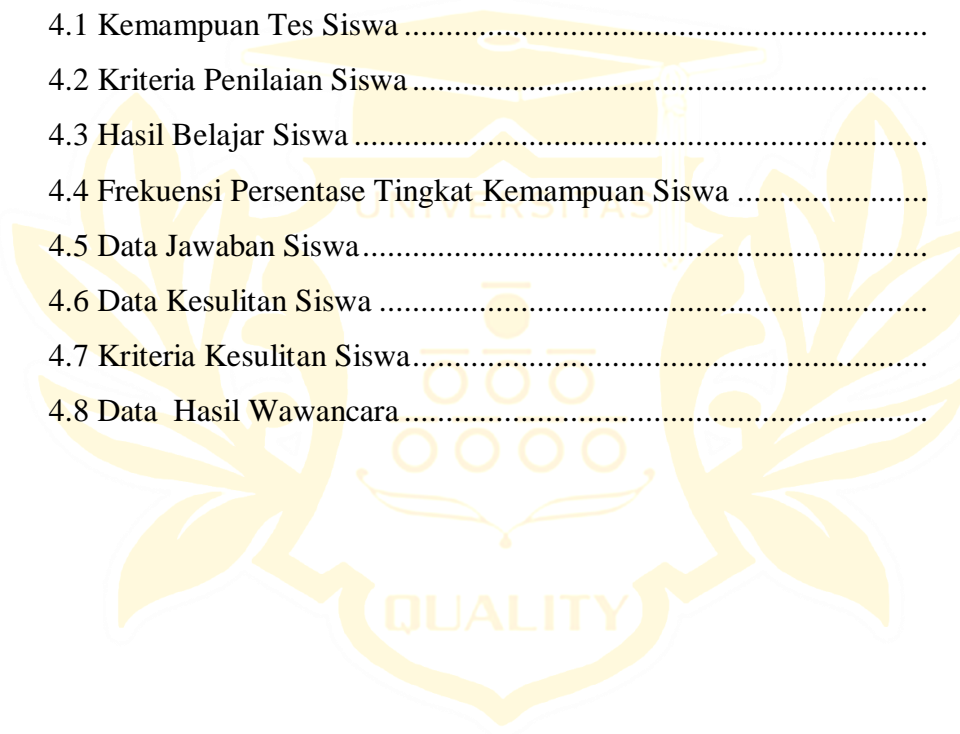 4.1 Kemampuan Tes Siswa ...............................................................
4.2 Kriteria Penilaian Siswa ..............................................................
4.3 Hasil Belajar Siswa .....................................................................
4.4 Frekuensi Persentase Tingkat Kemampuan Siswa .......................
UNIVERSITAS
4.5 Data Jawaban Siswa ....................................................................
4.6 Data Kesulitan Siswa ..................................................................
4.7 Kriteria Kesulitan Siswa ..............................................................
4.8 Data  Hasil Wawancara ...............................................................
QUALITY